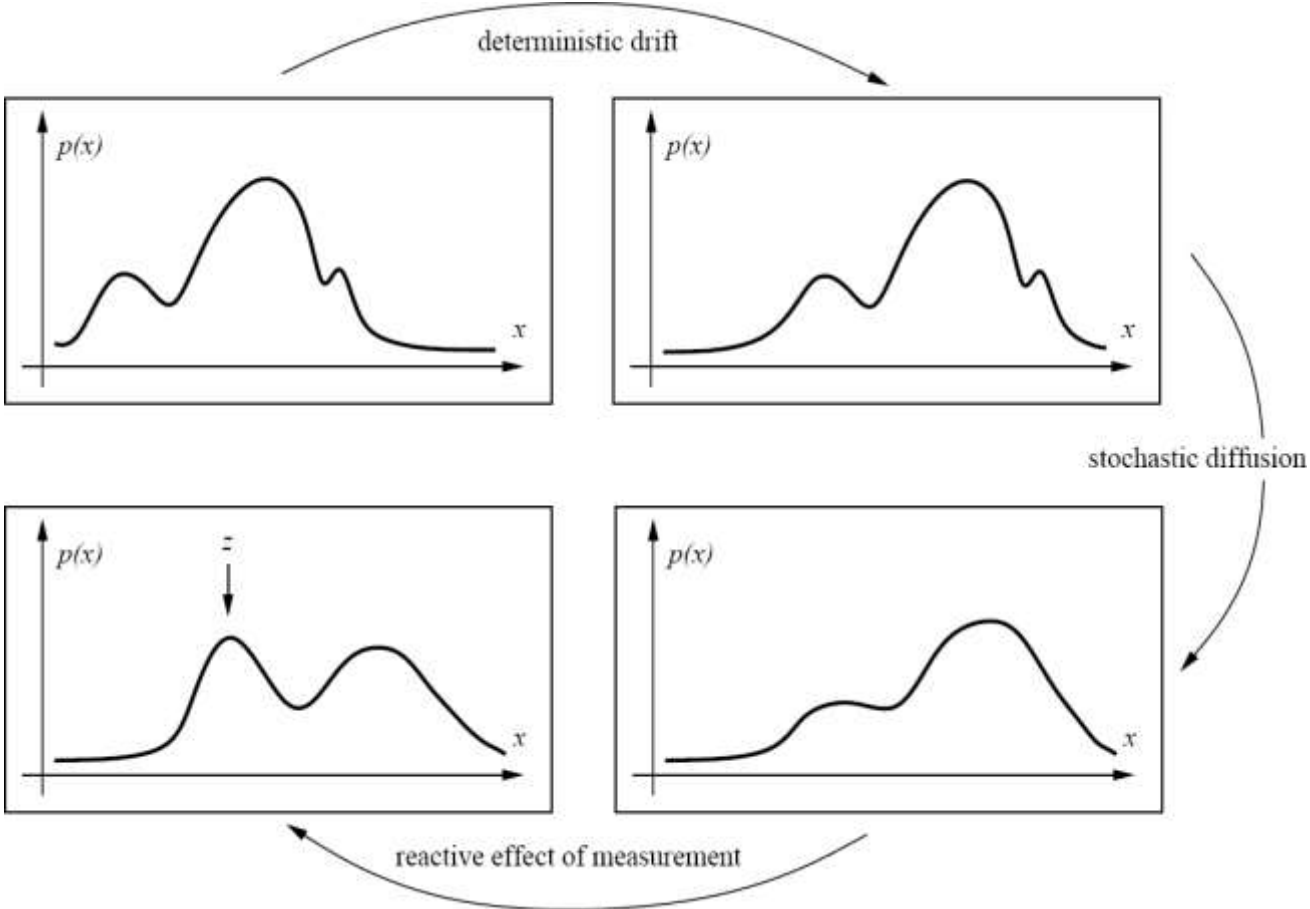 deterministic drift
p(x)
x
p(x)
x
stochastic diffusion
p(x)
z
x
p(x)
x
reactive effect of measurement